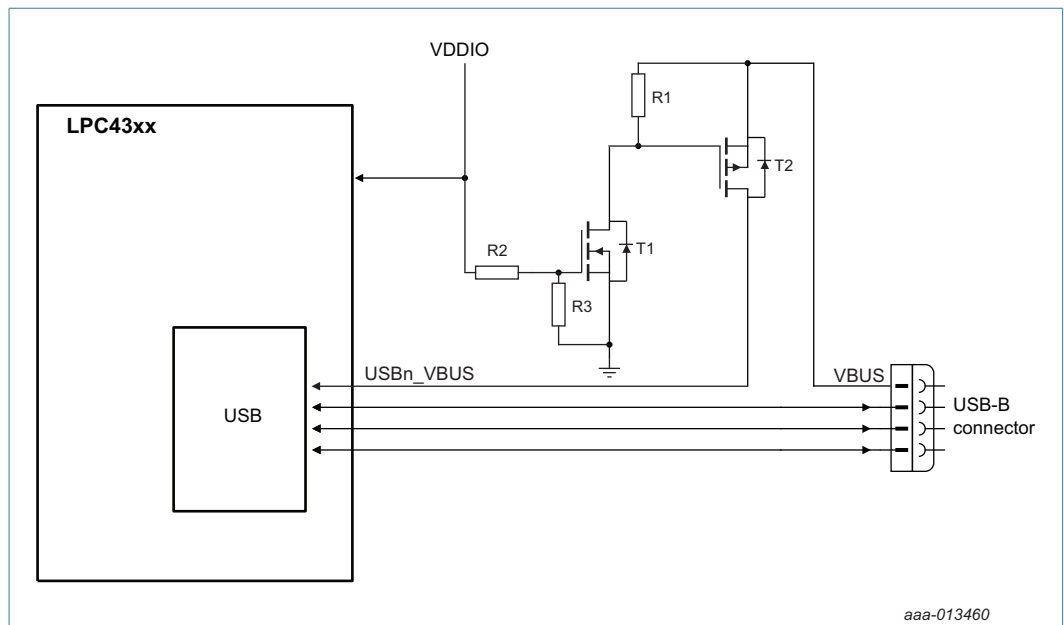 VDDIO
LPC43xx
R1
T2
R2
T1
R3
USBn_VBUS
VBUS
USB
USB-B
connector
aaa-013460